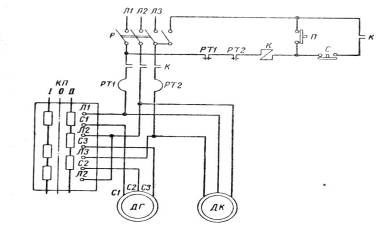 Л1 Л2 Л3
Р
П
К
РТ1 РТ2 К С
К
РТ1 РТ2
КП
I О Д
Л1
С1
Л2
С3
Л3
С2
Л2
С1 С2 С3
ДГ ДК